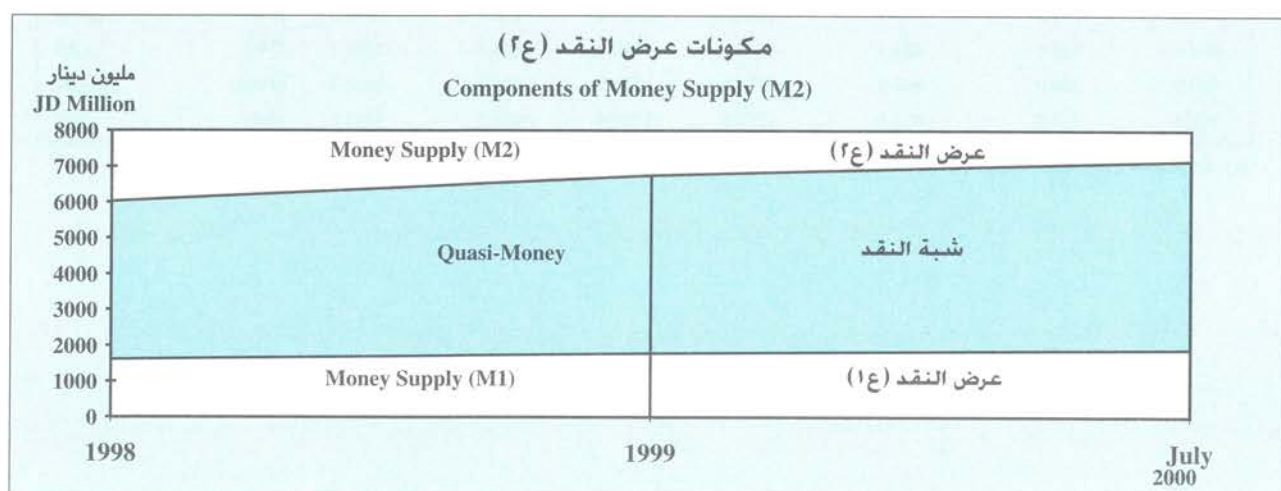 مكونات عرض النقد (ع٢)
Components of Money Supply (M2)
مليون دينار
JD Million
8000
7000
6000
5000
4000
3000
2000
1000
0
Money Supply (M2)
عرض النقد (ع٢)
Quasi-Money
شبة النقد
Money Supply (M1)
عرض النقد (ع١)
1998
1999
July
2000